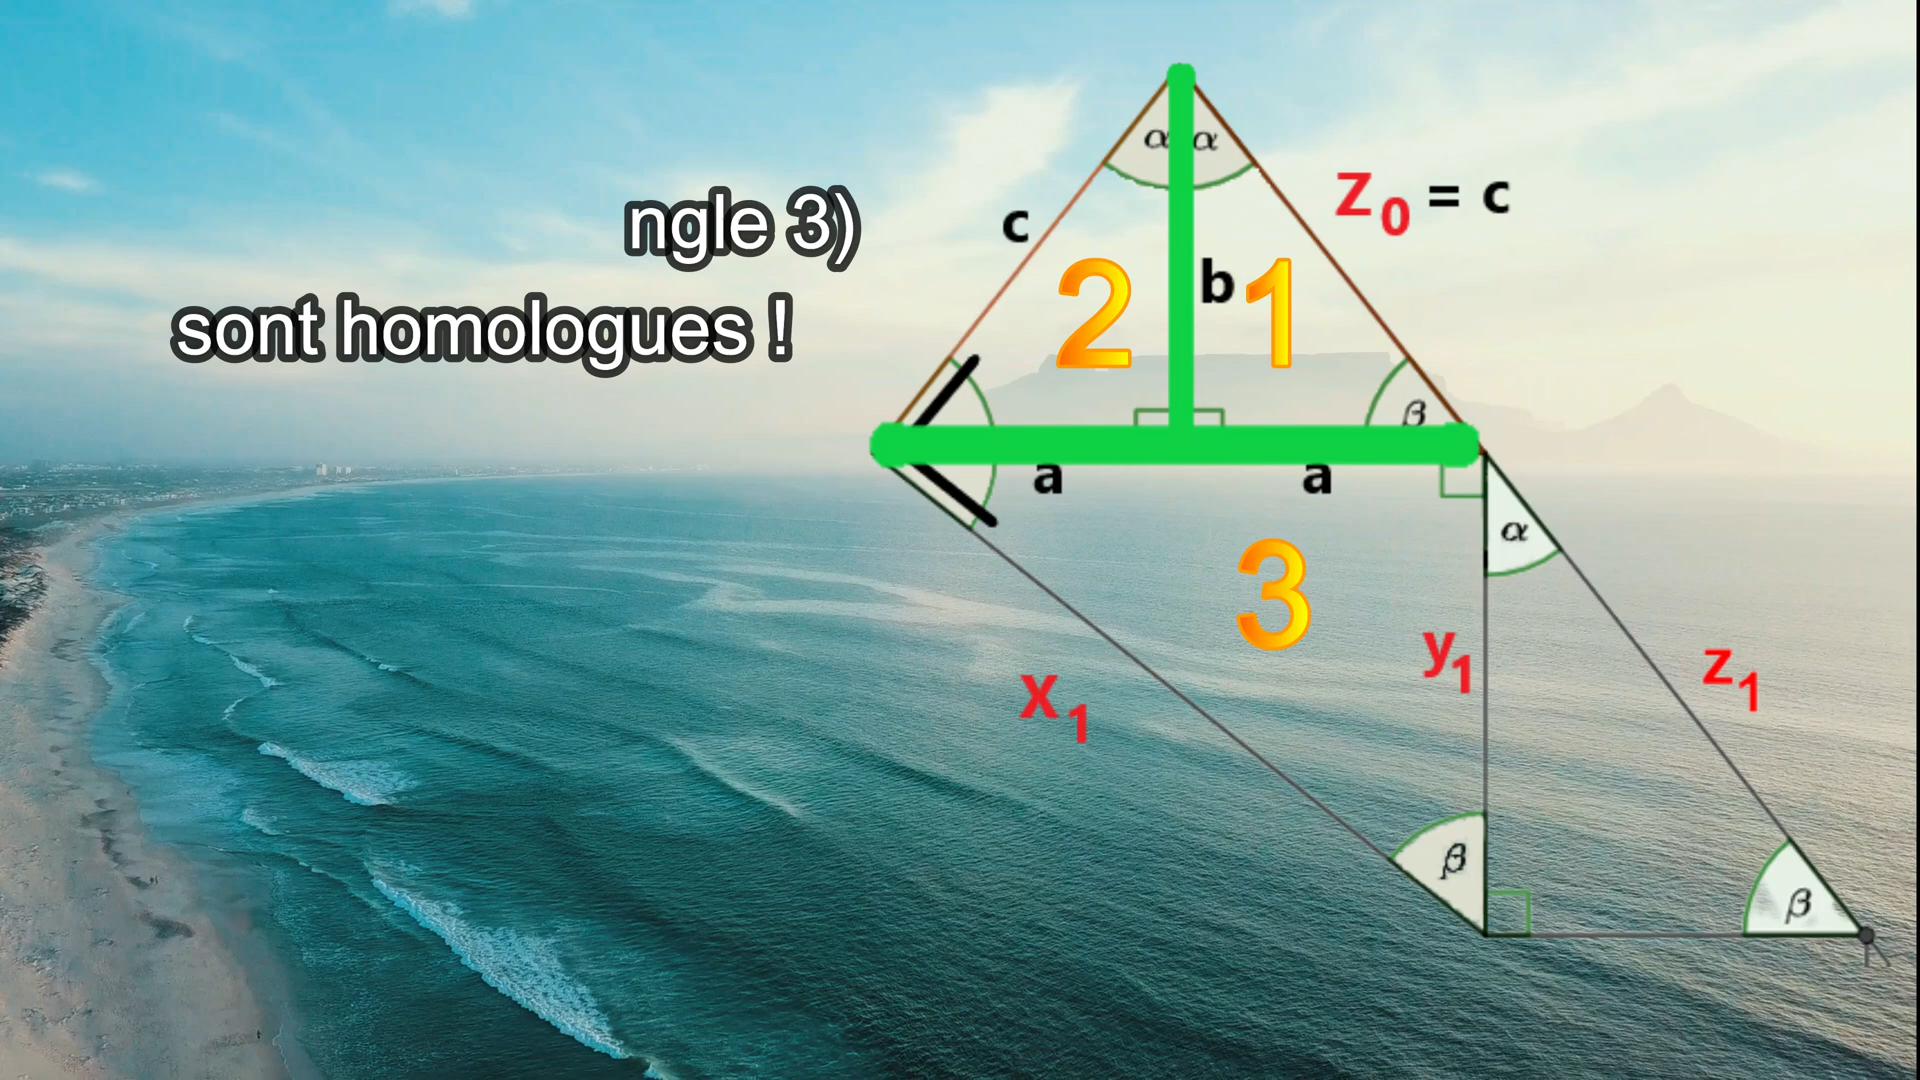 ngle 3)
sont homologues !
α α
c
Z0 = c
2 b 1
β
a a
α
3
x1
y1
z1
β
β